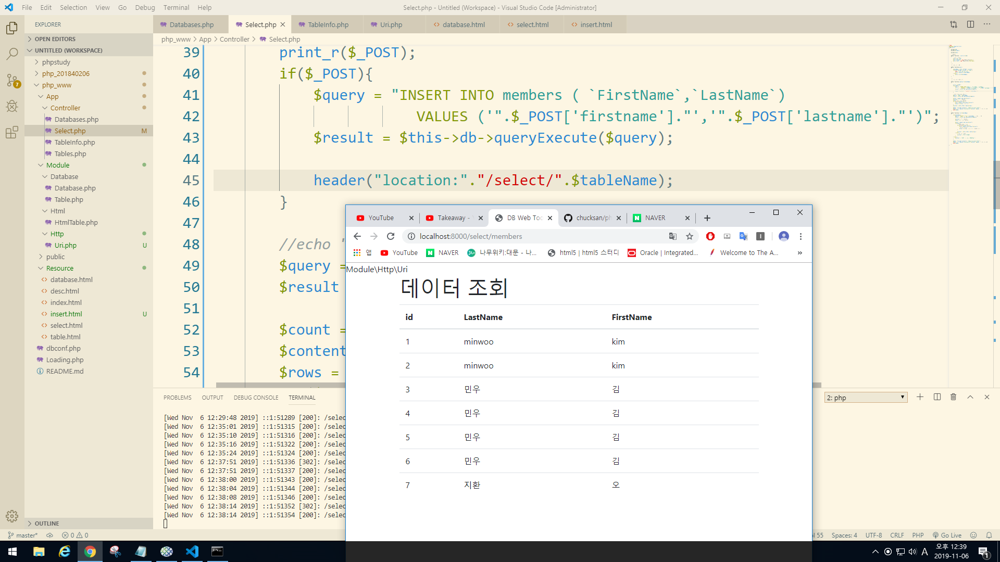 File Edit Selection View Go Debug Terminal Help
Select.php - Untitled (Workspace) - Visual Studio Code [Administrator]
EXPLORER
OPEN EDITORS
UNTITLED (WORKSPACE)
phpstudy
php_201840206
php_www
App
Controller
Databases.php
Select.php M
TableInfo.php
Tables.php
Module
Database
Database.php
Table.php
Html
HtmlTable.php
Http
Uri.php U
public
Resource
database.html
desc.html
index.html
insert.html U
select.html
table.html
dbconf.php
Loading.php
README.md
OUTLINE
7
Databases.php Select.php TableInfo.php Uri.php database.html select.html insert.html
php_www > App > Controller > Select.php
39 print_r($_POST);
40 if($_POST){
41 $query = "INSERT INTO members ( `FirstName`,`LastName`)
42 VALUES ('".$_POST['firstname']."','".$_POST['lastname']."')";
43 $result = $this->db->queryExecute($query);
44
45 header("location:"."/select/".$tableName);
46 }
47
48 //echo "
49 $query =
50 $result
51
52 $count =
53 $content
54 $rows =
PROBLEMS OUTPUT DEBUG CONSOLE TERMINAL
2: php
[Wed Nov  6 12:29:48 2019] ::1:51289 [200]: /selec
[Wed Nov  6 12:35:01 2019] ::1:51315 [200]: /selec
[Wed Nov  6 12:35:10 2019] ::1:51316 [200]: /selec
[Wed Nov  6 12:35:16 2019] ::1:51322 [200]: /selec
[Wed Nov  6 12:35:24 2019] ::1:51324 [200]: /selec
[Wed Nov  6 12:37:51 2019] ::1:51336 [302]: /selec
[Wed Nov  6 12:37:51 2019] ::1:51337 [200]: /selec
[Wed Nov  6 12:38:00 2019] ::1:51343 [200]: /selec
[Wed Nov  6 12:38:04 2019] ::1:51344 [200]: /selec
[Wed Nov  6 12:38:08 2019] ::1:51346 [200]: /selec
[Wed Nov  6 12:38:14 2019] ::1:51352 [302]: /selec
[Wed Nov  6 12:38:14 2019] ::1:51354 [200]: /selec
YouTube Takeaway - DB Web Too chucksan/ph NAVER
localhost:8000/select/members
앱 YouTube NAVER 나무위키:대문 - 나... html5 | html5 스터디 Oracle | Integrated... Welcome to The A... »
Module\Http\Uri
데이터 조회
id LastName FirstName
1 minwoo kim
2 minwoo kim
3 민우 김
4 민우 김
5 민우 김
6 민우 김
7 지환 오
master* 0 0
55 Spaces: 4 UTF-8 CRLF PHP Go Live
A 오후 12:39
2019-11-06
1